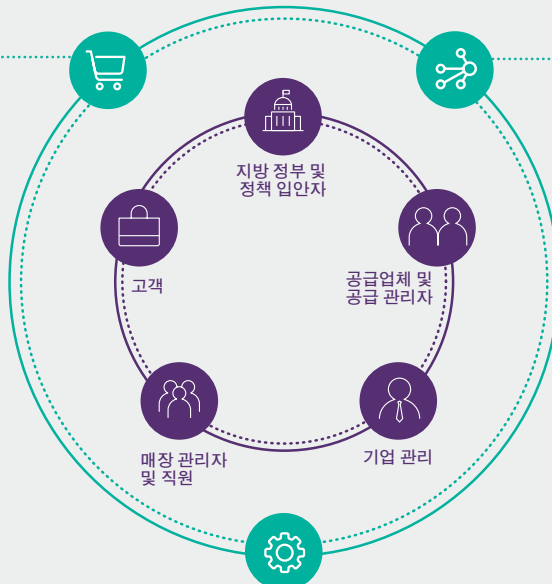 지방 정부 및
정책 입안자
고객
공급업체 및
공급 관리자
매장 관리자
및 직원
기업 관리